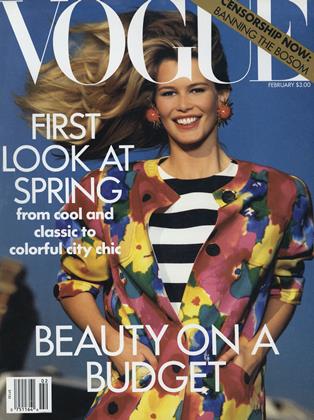 VOGUE
CENSORSHIP NOW:
BANNING THE BOSOM
FEBRUARY $3.00
FIRST
LOOK AT
SPRING
from cool and
classic to
colorful city chic
BEAUTY ON A
BUDGET
02